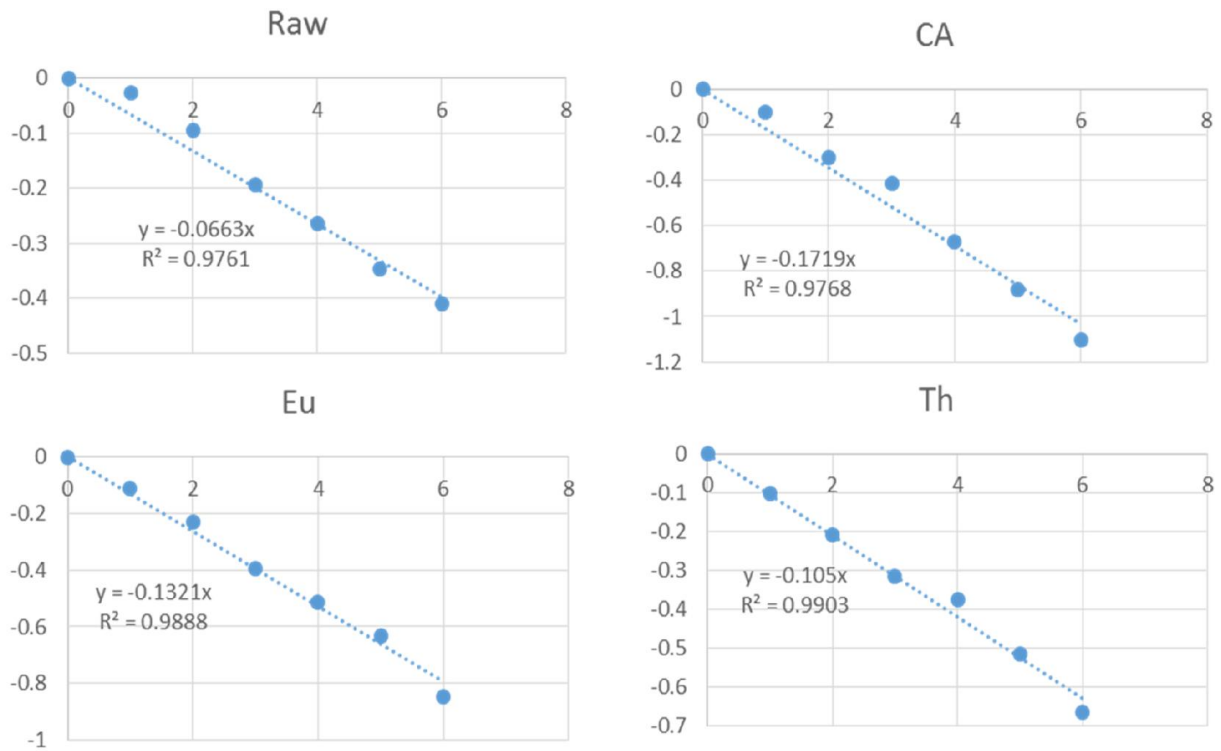 Raw
0
0 2 4 6 8
-0.1
-0.2
y = -0.0663x
R² = 0.9761
-0.3
-0.4
-0.5
CA
0
0 2 4 6 8
-0.2
-0.4
-0.6
y = -0.1719x
R² = 0.9768
-0.8
-1
-1.2
Eu
0
0 2 4 6 8
-0.2
-0.4
y = -0.1321x
R² = 0.9888
-0.6
-0.8
-1
Th
0
0 2 4 6 8
-0.1
-0.2
-0.3
y = -0.105x
R² = 0.9903
-0.4
-0.5
-0.6
-0.7